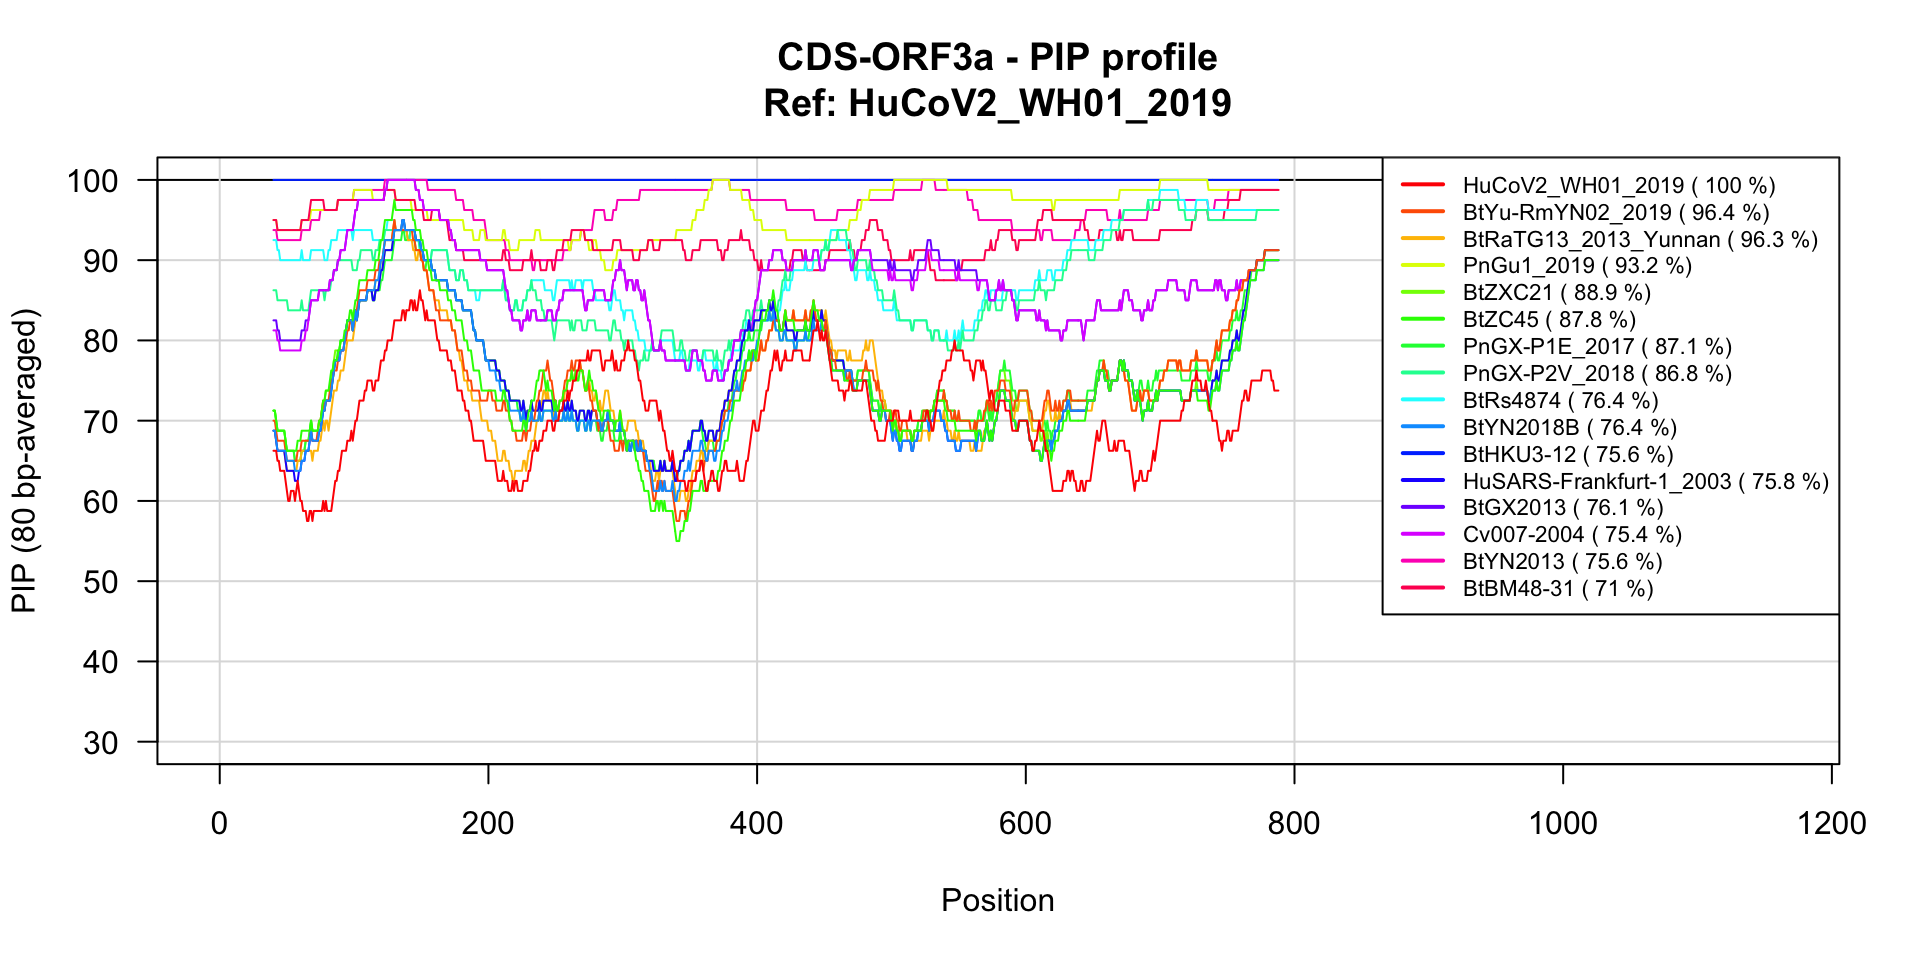 CDS-ORF3a - PIP profile
Ref: HuCoV2_WH01_2019
PIP (80 bp-averaged)
100
90
80
70
60
50
40
30
0
200
400
600
800
1000
1200
Position
HuCoV2_WH01_2019 ( 100 %)
BtYu-RmYN02_2019 ( 96.4 %)
BtRaTG13_2013_Yunnan ( 96.3 %)
PnGu1_2019 ( 93.2 %)
BtZXC21 ( 88.9 %)
BtZC45 ( 87.8 %)
PnGX-P1E_2017 ( 87.1 %)
PnGX-P2V_2018 ( 86.8 %)
BtRs4874 ( 76.4 %)
BtYN2018B ( 76.4 %)
BtHKU3-12 ( 75.6 %)
HuSARS-Frankfurt-1_2003 ( 75.8 %)
BtGX2013 ( 76.1 %)
Cv007-2004 ( 75.4 %)
BtYN2013 ( 75.6 %)
BtBM48-31 ( 71 %)